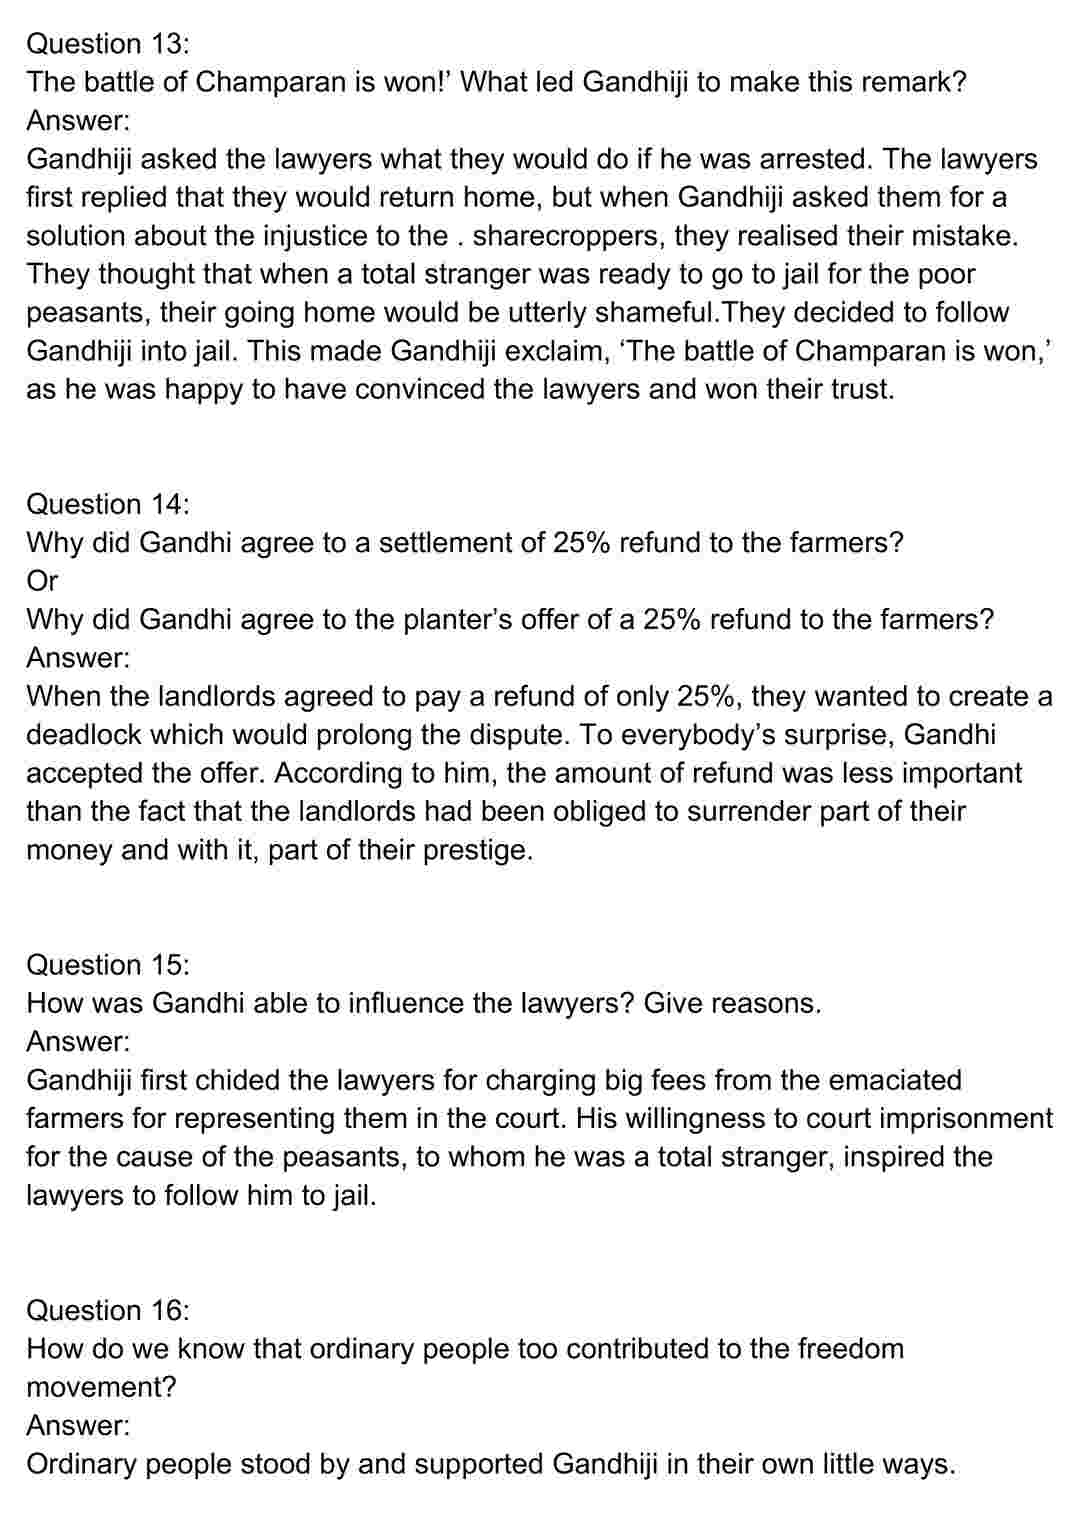 Question 13:
The battle of Champaran is won!’ What led Gandhiji to make this remark?
Answer:
Gandhiji asked the lawyers what they would do if he was arrested. The lawyers
first replied that they would return home, but when Gandhiji asked them for a
solution about the injustice to the . sharecroppers, they realised their mistake.
They thought that when a total stranger was ready to go to jail for the poor
peasants, their going home would be utterly shameful.They decided to follow
Gandhiji into jail. This made Gandhiji exclaim, ‘The battle of Champaran is won,’
as he was happy to have convinced the lawyers and won their trust.
Question 14:
Why did Gandhi agree to a settlement of 25% refund to the farmers?
Or
Why did Gandhi agree to the planter’s offer of a 25% refund to the farmers?
Answer:
When the landlords agreed to pay a refund of only 25%, they wanted to create a
deadlock which would prolong the dispute. To everybody’s surprise, Gandhi
accepted the offer. According to him, the amount of refund was less important
than the fact that the landlords had been obliged to surrender part of their
money and with it, part of their prestige.
Question 15:
How was Gandhi able to influence the lawyers? Give reasons.
Answer:
Gandhiji first chided the lawyers for charging big fees from the emaciated
farmers for representing them in the court. His willingness to court imprisonment
for the cause of the peasants, to whom he was a total stranger, inspired the
lawyers to follow him to jail.
Question 16:
How do we know that ordinary people too contributed to the freedom
movement?
Answer:
Ordinary people stood by and supported Gandhiji in their own little ways.